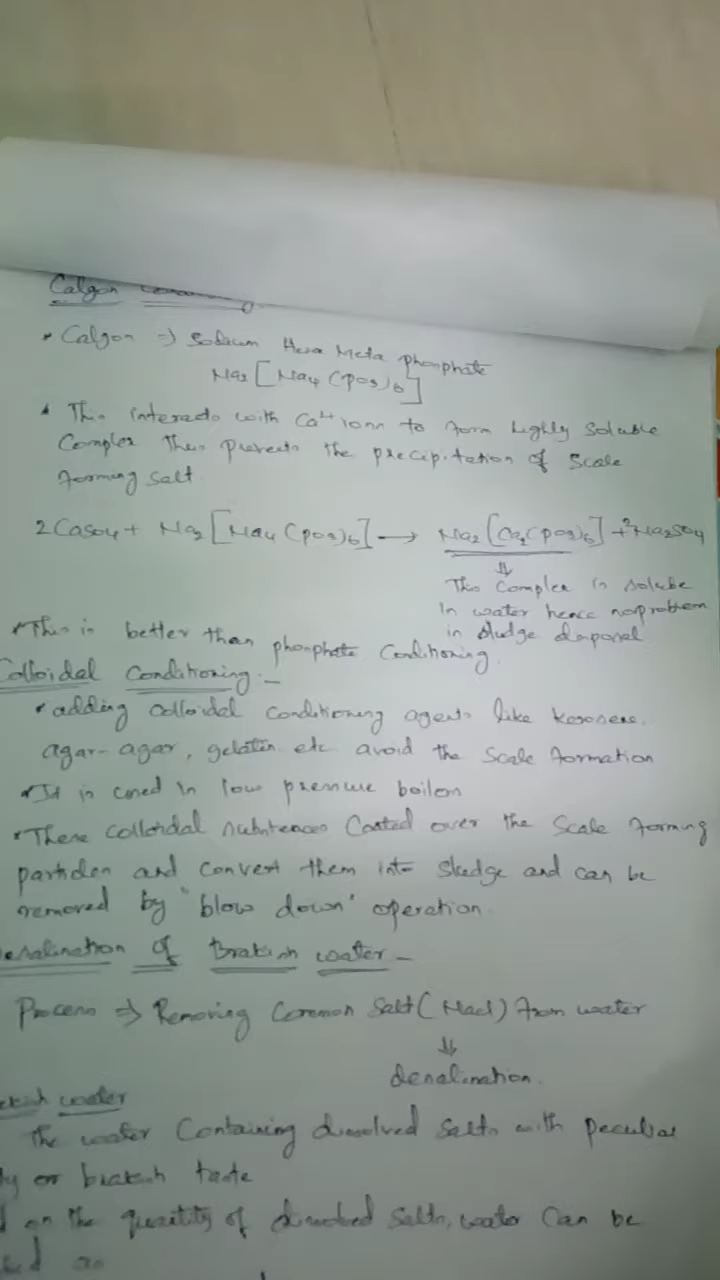 Calgon
* Calgon => Sodium Hexa Meta phosphate
Na2 [Na4 (PO3)6]
* This interacts with Ca2+ ions to form highly soluble
Complex Thus prevents the precipitation of Scale
forming salt
2CaSO4 + Na2 [Na4 (PO3)6] → Na2 [Ca2 (PO3)6] + 2Na2SO4
⇓
This Complex is soluble
in water hence no problem
in sludge disposal
* This is better than phosphate Conditioning.
Colloidal Conditioning :-
* adding Colloidal conditioning agents like kerosene,
agar-agar, gelatin etc avoid the scale formation
* It is used in low pressure boilers
* These colloidal substances Coated over the Scale forming
particles and convert them into sludge and can be
removed by "blow down" operation.
of Brakish water -
Process => Removing Common Salt (NaCl) from water
⇓
desalination.
water
The water Containing dissolved salts with peculiar
or brakish taste
on the quantity of dissolved salts, water Can be
as